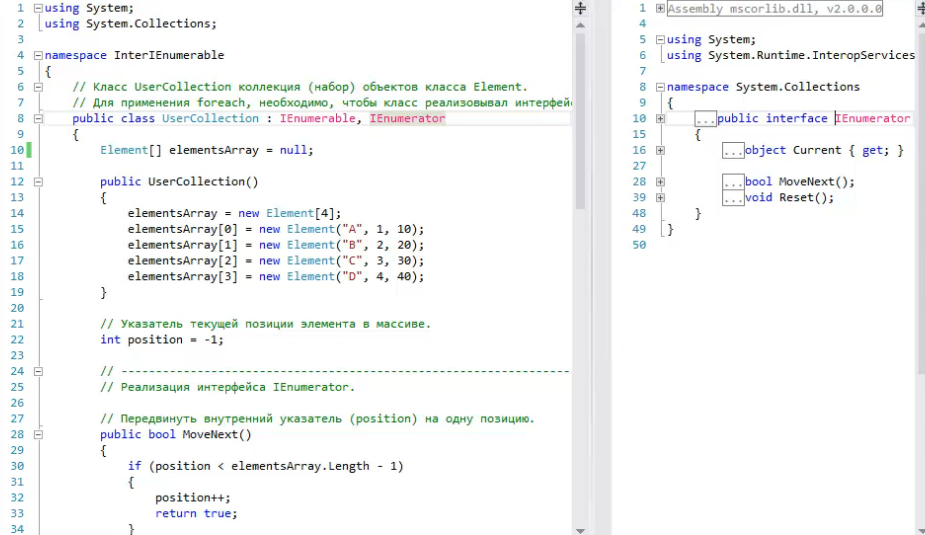 1 using System;
2 using System.Collections;
3
4 namespace InterIEnumerable
5 {
6 // Класс UserCollection коллекция (набор) объектов класса Element.
7 // Для применения foreach, необходимо, чтобы класс реализовывал интерфей
8 public class UserCollection : IEnumerable, IEnumerator
9 {
10 Element[] elementsArray = null;
11
12 public UserCollection()
13 {
14 elementsArray = new Element[4];
15 elementsArray[0] = new Element("A", 1, 10);
16 elementsArray[1] = new Element("B", 2, 20);
17 elementsArray[2] = new Element("C", 3, 30);
18 elementsArray[3] = new Element("D", 4, 40);
19 }
20
21 // Указатель текущей позиции элемента в массиве.
22 int position = -1;
23
24 // -----------------------------------------------------------------
25 // Реализация интерфейса IEnumerator.
26
27 // Передвинуть внутренний указатель (position) на одну позицию.
28 public bool MoveNext()
29 {
30 if (position < elementsArray.Length - 1)
31 {
32 position++;
33 return true;
34 }
1 Assembly mscorlib.dll, v2.0.0.0
4
5 using System;
6 using System.Runtime.InteropServices
7
8 namespace System.Collections
9 {
10 ...public interface IEnumerator
15 {
16 ...object Current { get; }
27
28 ...bool MoveNext();
39 ...void Reset();
48 }
49 }
50